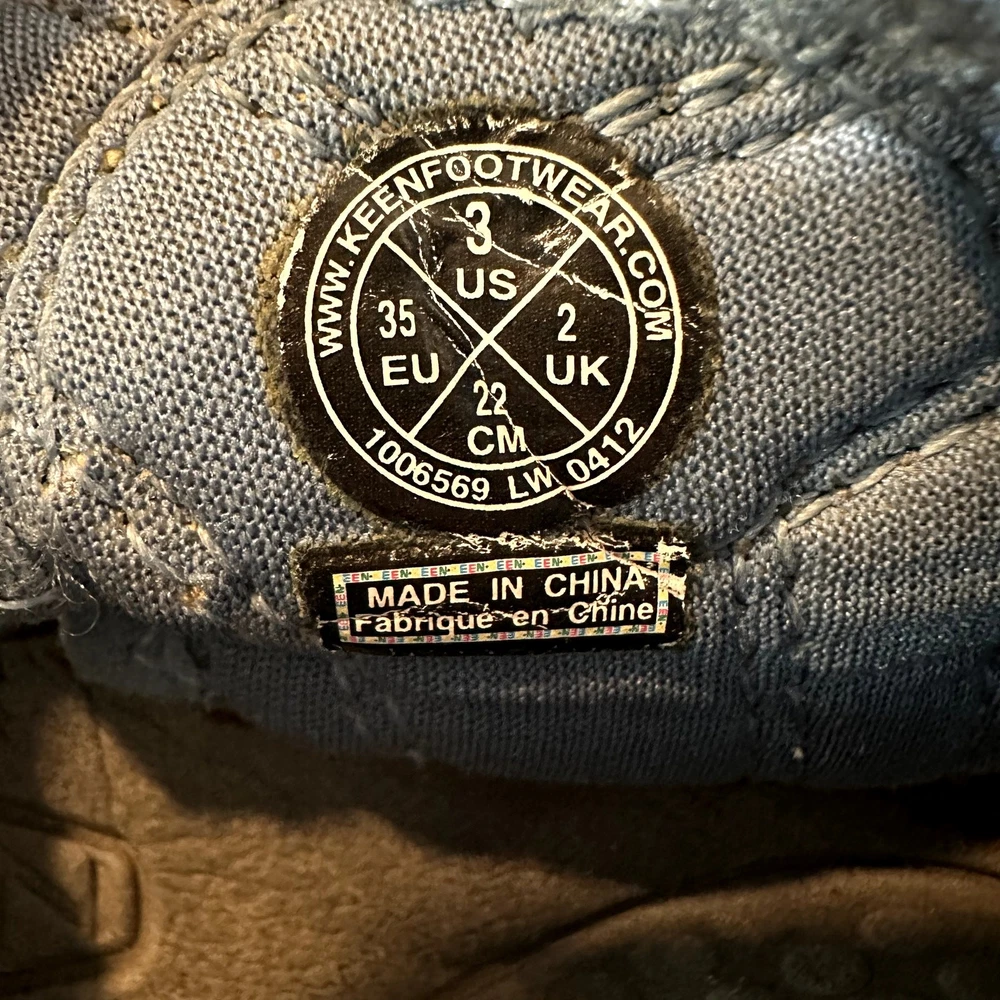 WWW.KEENFOOTWEAR.COM
3
US
35
EU
2
UK
22
CM
1006569 LW 0412
MADE IN CHINA
Fabriqué en Chine